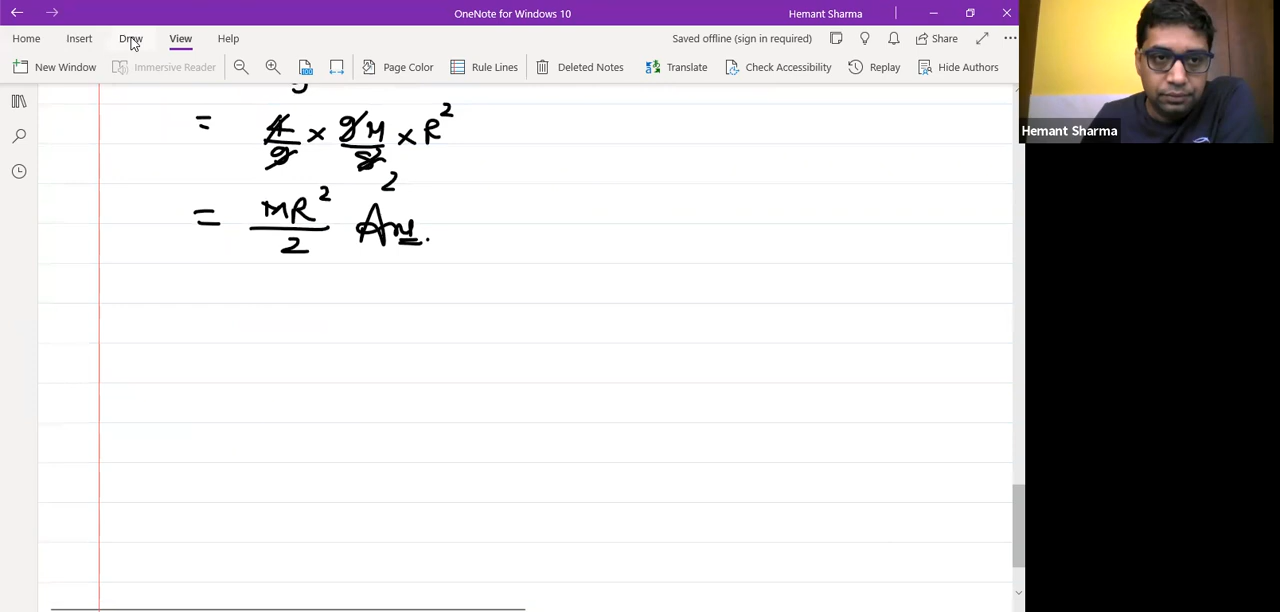 OneNote for Windows 10
Hemant Sharma
Home Insert Draw View Help
Saved offline (sign in required) Share
New Window Immersive Reader 100 Page Color Rule Lines Deleted Notes Translate Check Accessibility Replay Hide Authors
Hemant Sharma
= 4/9 × 9M/8 × R²
2
= MR²/2 Ans.